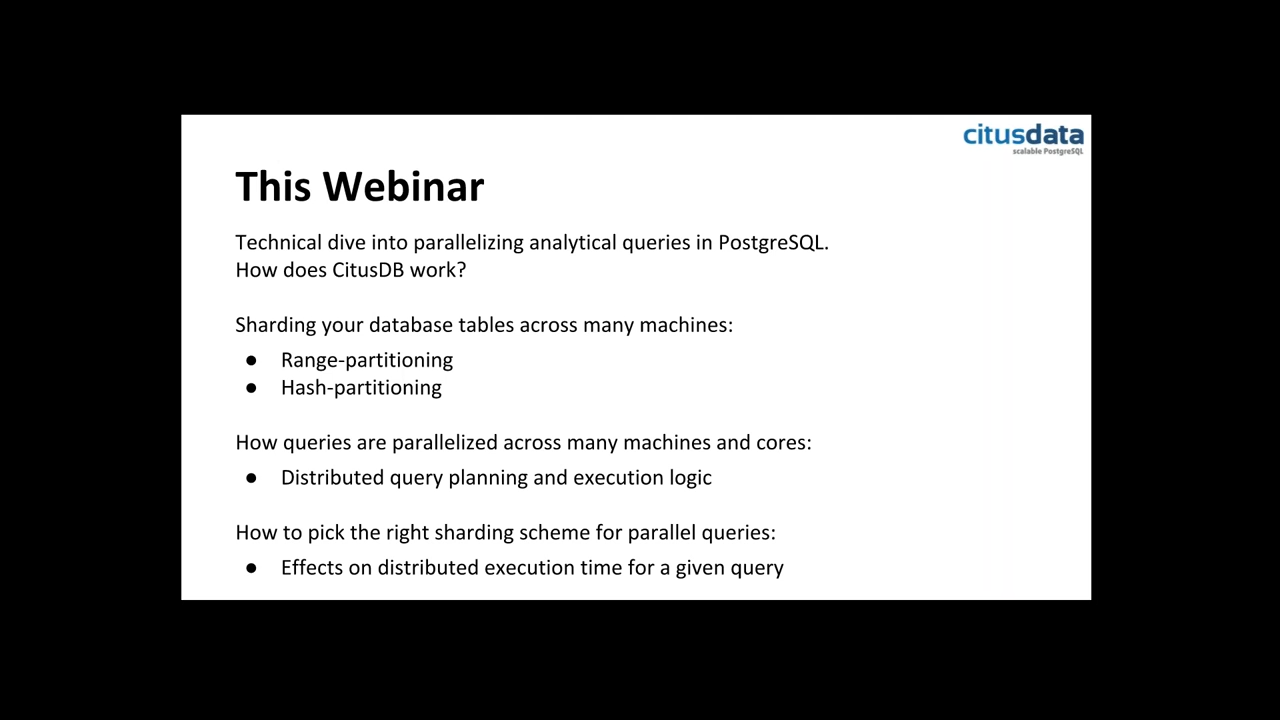 citusdata
scalable PostgreSQL
This Webinar
Technical dive into parallelizing analytical queries in PostgreSQL.
How does CitusDB work?
Sharding your database tables across many machines:
● Range-partitioning
● Hash-partitioning
How queries are parallelized across many machines and cores:
● Distributed query planning and execution logic
How to pick the right sharding scheme for parallel queries:
● Effects on distributed execution time for a given query